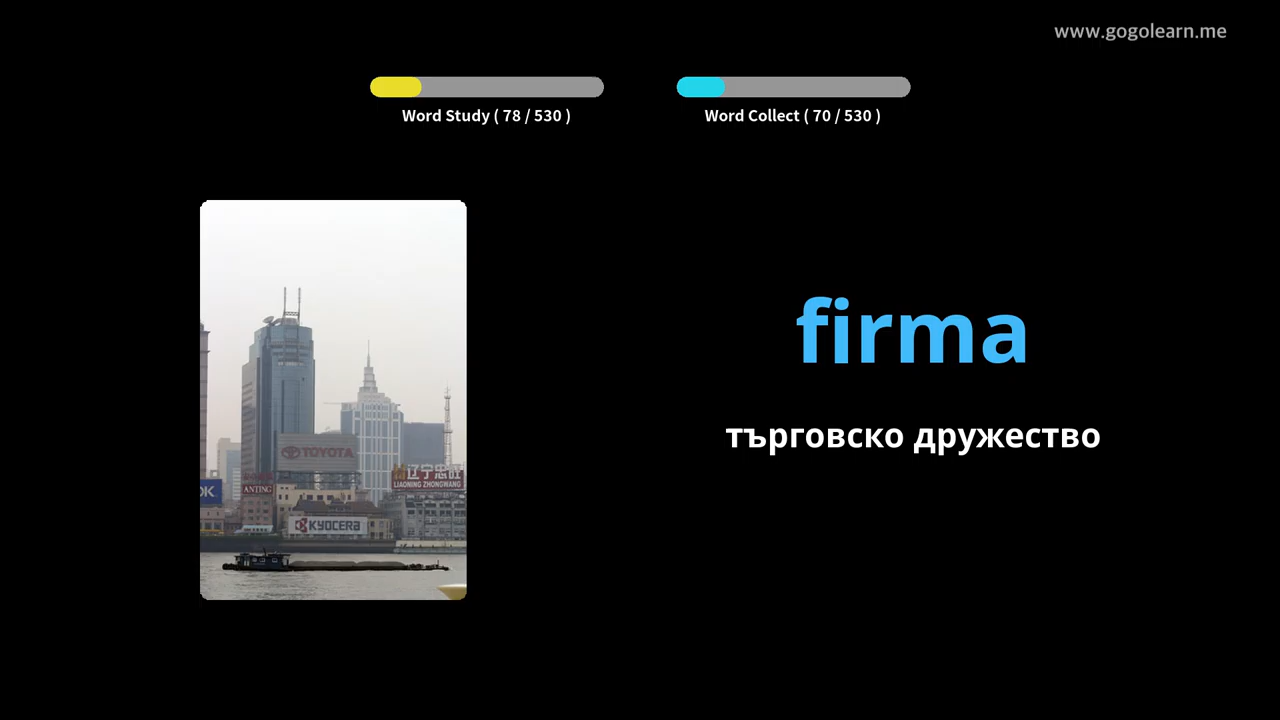 www.gogolearn.me
Word Study ( 78 / 530 )
Word Collect ( 70 / 530 )
firma
търговско дружество
TOYOTA
辽宁忠旺
LIAONING ZHONGWANG
ANTING
KYOCERA